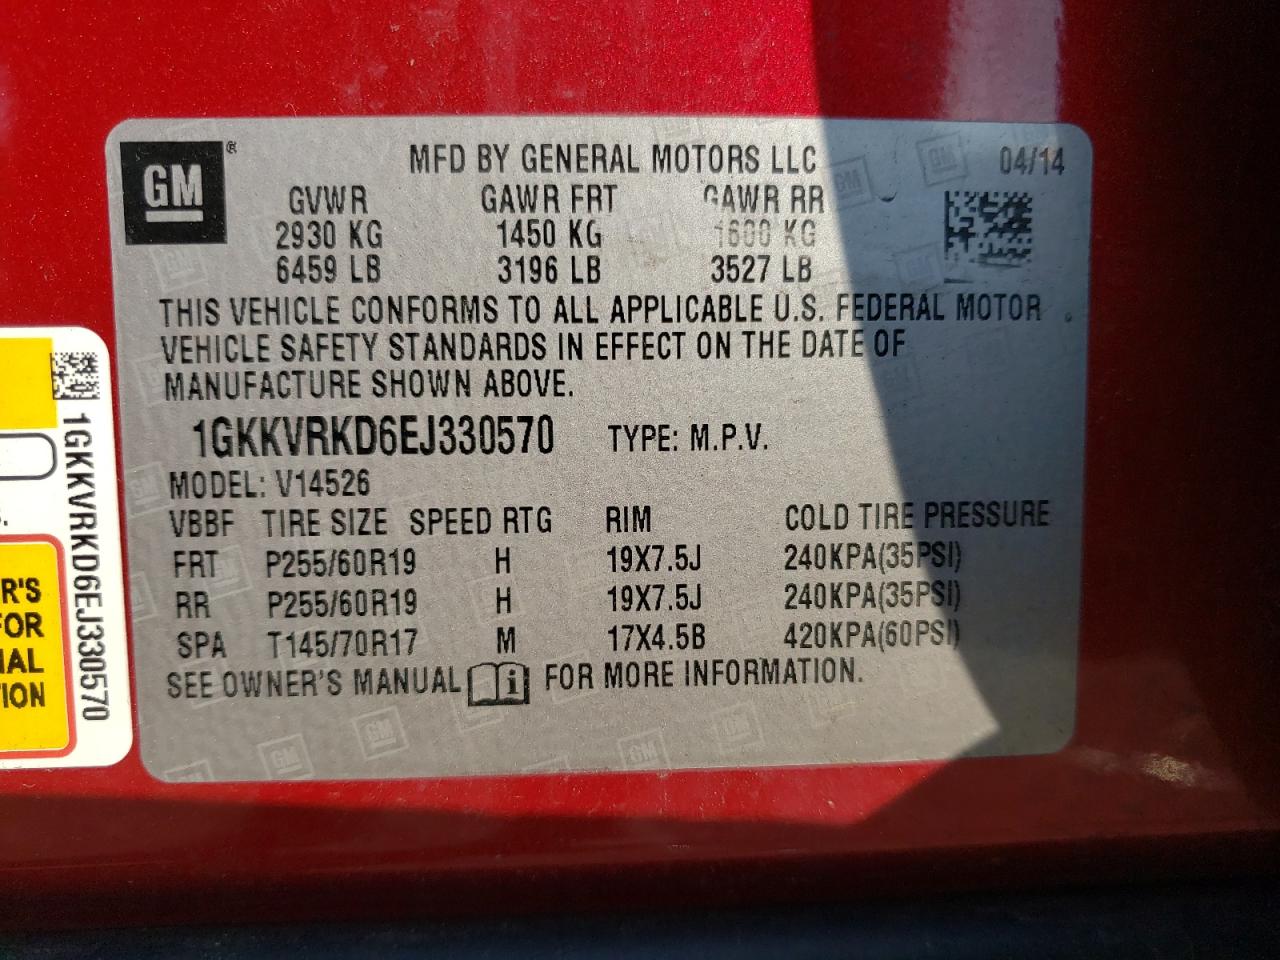 GM ®
MFD BY GENERAL MOTORS LLC 04/14
GVWR GAWR FRT GAWR RR
2930 KG 1450 KG 1600 KG
6459 LB 3196 LB 3527 LB
THIS VEHICLE CONFORMS TO ALL APPLICABLE U.S. FEDERAL MOTOR
VEHICLE SAFETY STANDARDS IN EFFECT ON THE DATE OF
MANUFACTURE SHOWN ABOVE.
1GKKVRKD6EJ330570 TYPE: M.P.V.
MODEL: V14526
VBBF TIRE SIZE SPEED RTG RIM COLD TIRE PRESSURE
FRT P255/60R19 H 19X7.5J 240KPA(35PSI)
RR P255/60R19 H 19X7.5J 240KPA(35PSI)
SPA T145/70R17 M 17X4.5B 420KPA(60PSI)
SEE OWNER'S MANUAL i FOR MORE INFORMATION.
1GKKVRKD6EJ330570
R'S
FOR
NAL
ION